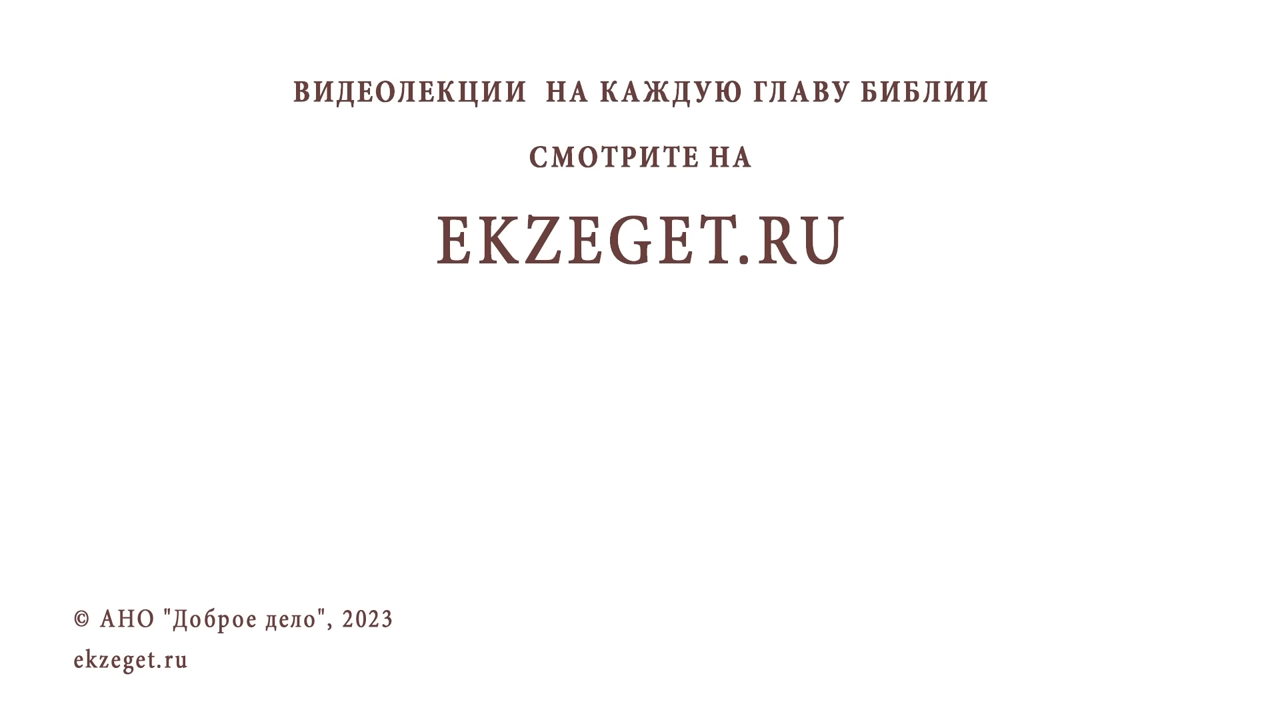 ВИДЕОЛЕКЦИИ НА КАЖДУЮ ГЛАВУ БИБЛИИ
СМОТРИТЕ НА
EKZEGET.RU
© АНО "Доброе дело", 2023
ekzeget.ru